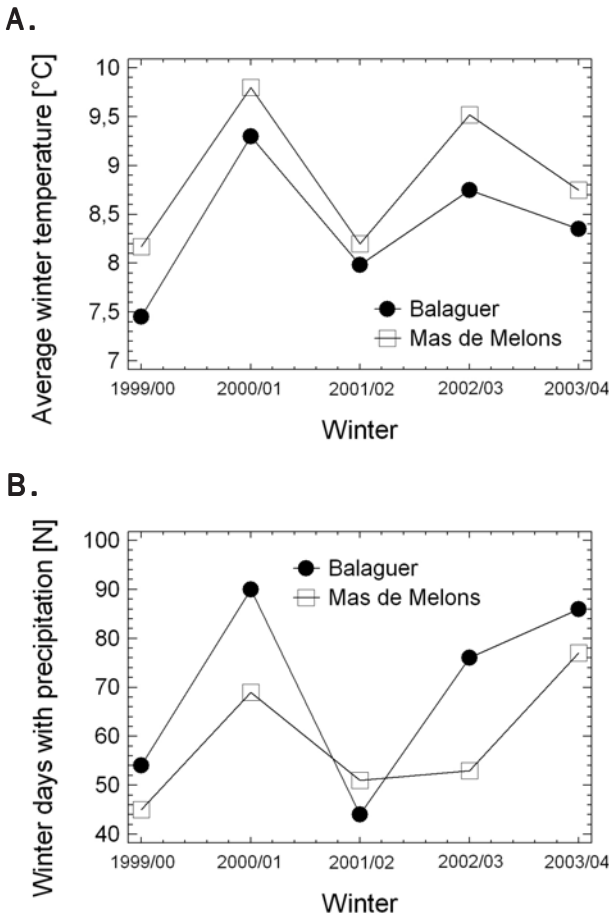 A.
Average winter temperature [°C]
10
9,5
9
8,5
8
7,5
7
Balaguer
Mas de Melons
1999/00 2000/01 2001/02 2002/03 2003/04
Winter
B.
Winter days with precipitation [N]
100
90
80
70
60
50
40
Balaguer
Mas de Melons
1999/00 2000/01 2001/02 2002/03 2003/04
Winter